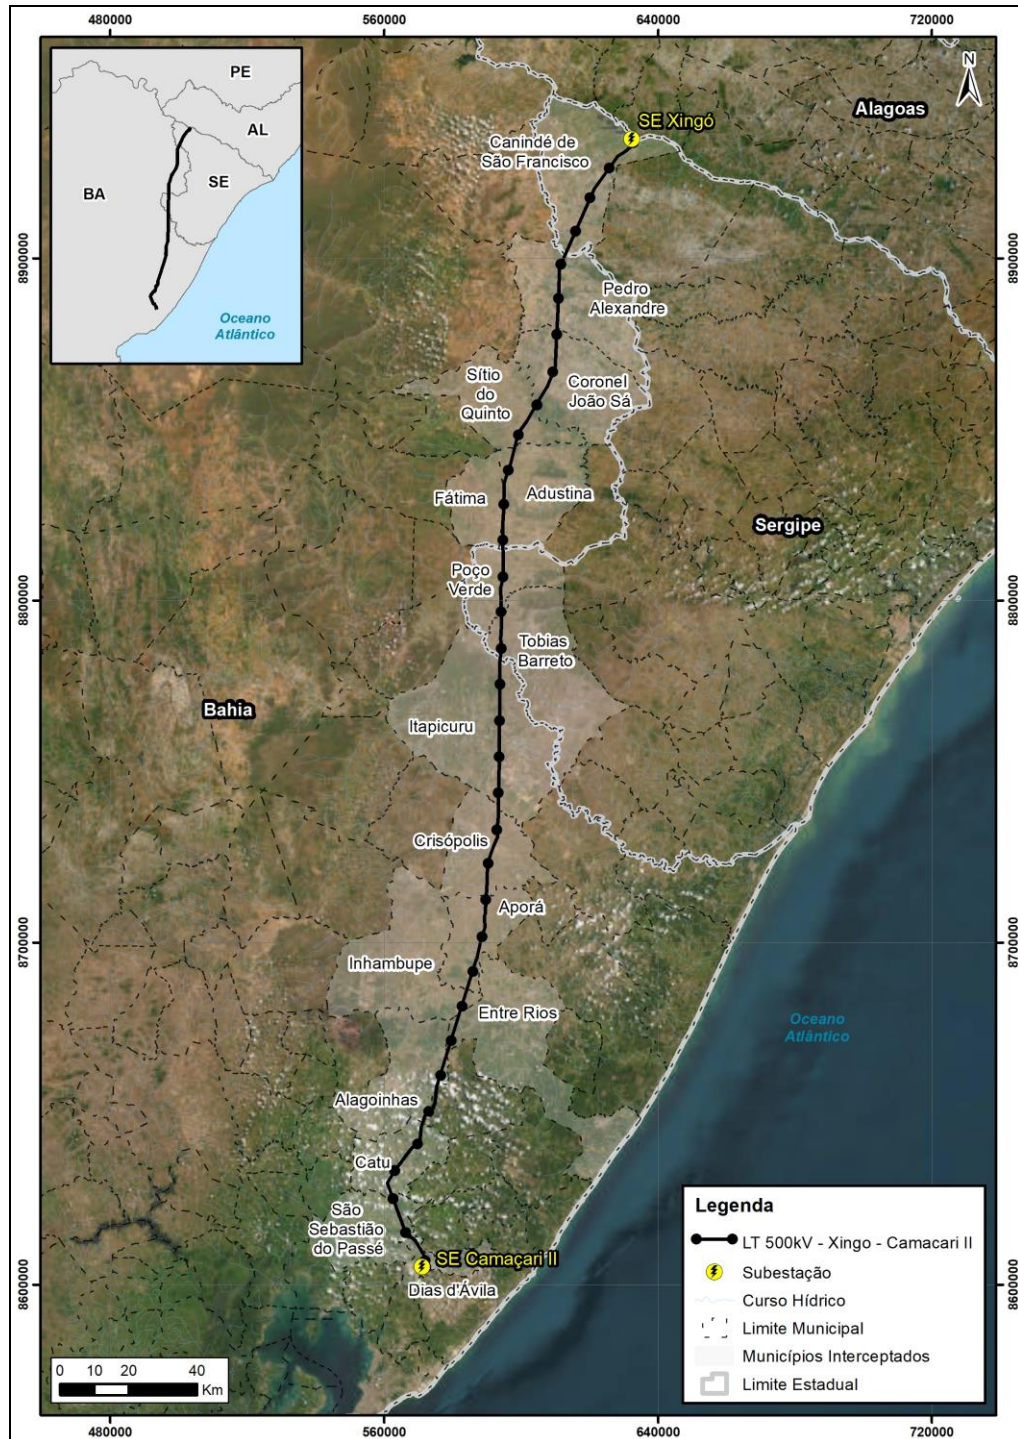 480000
560000
640000
720000
PE
AL
BA
SE
Oceano
Atlântico
N
Alagoas
SE Xingó
Canindé de
São Francisco
8900000
8900000
Pedro
Alexandre
Sítio
do
Quinto
Coronel
João Sá
Fátima
Adustina
Sergipe
Poço
Verde
8800000
8800000
Tobias
Barreto
Bahia
Itapicuru
Crisópolis
Aporá
8700000
8700000
Inhambupe
Entre Rios
Oceano
Atlântico
Alagoinhas
Catu
São
Sebastião
do Passé
SE Camaçari II
Dias d'Ávila
8600000
8600000
Legenda
LT 500kV - Xingo - Camacari II
Subestação
Curso Hídrico
Limite Municipal
Municípios Interceptados
Limite Estadual
0 10 20 40
Km
480000
560000
640000
720000